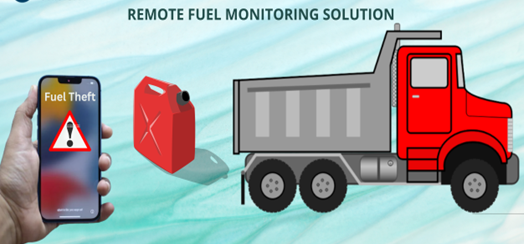 REMOTE FUEL MONITORING SOLUTION
Fuel Theft
!